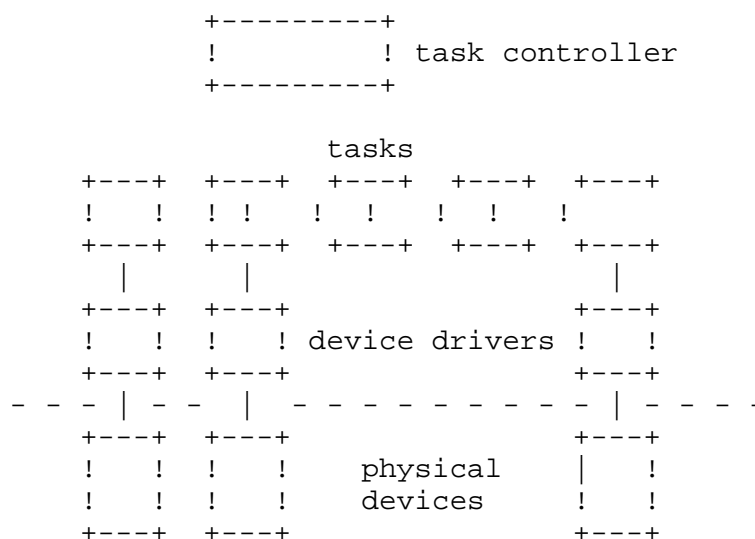 task controller
tasks
device drivers
physical
devices